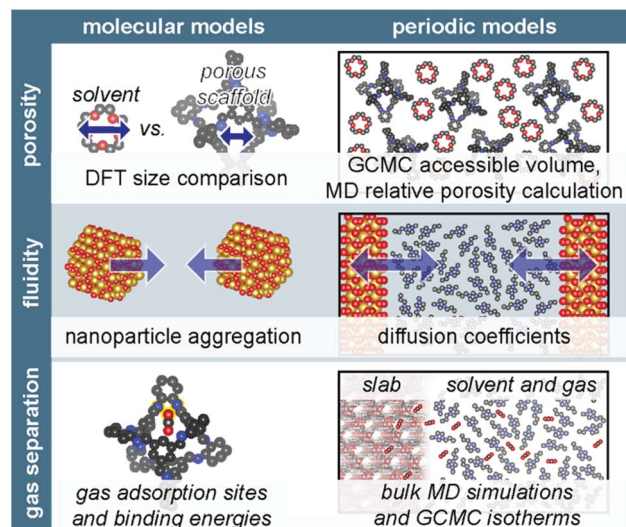 molecular models
periodic models
porosity
solvent
vs.
porous
scaffold
DFT size comparison
GCMC accessible volume,
MD relative porosity calculation
fluidity
nanoparticle aggregation
diffusion coefficients
gas separation
gas adsorption sites
and binding energies
slab
solvent and gas
bulk MD simulations
and GCMC isotherms